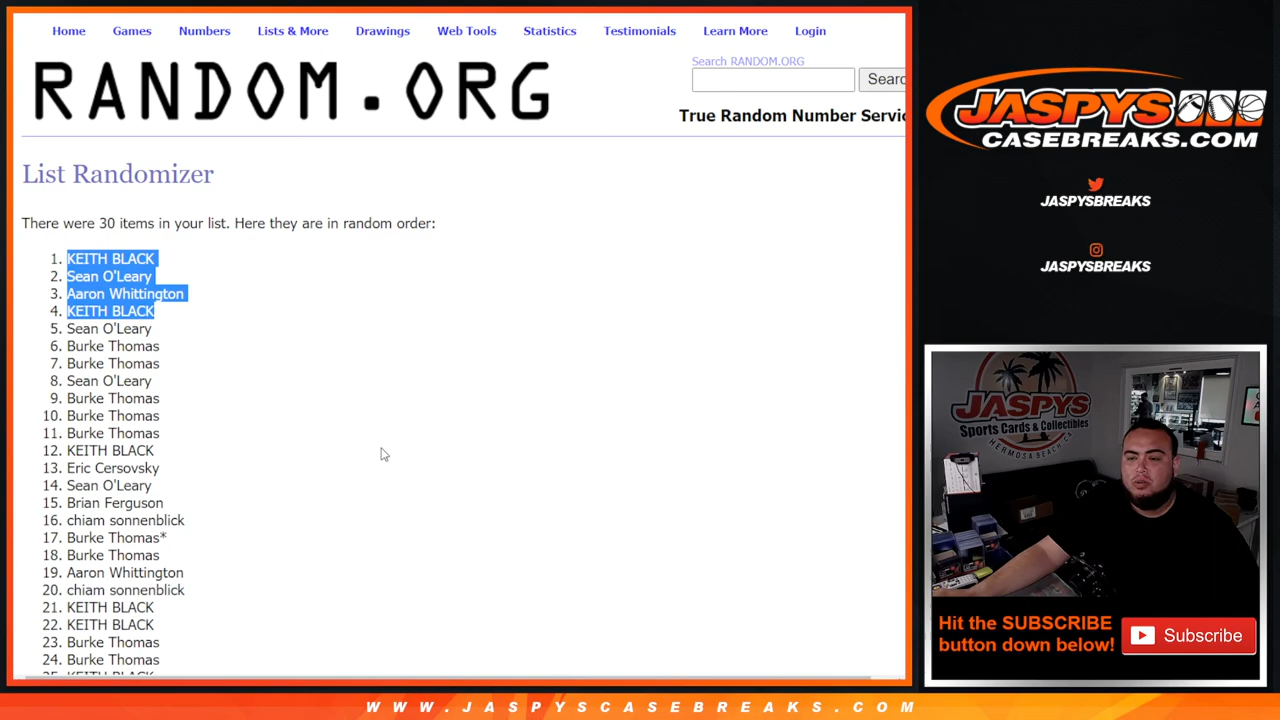 Home Games Numbers Lists & More Drawings Web Tools Statistics Testimonials Learn More Login
RANDOM.ORG
Search RANDOM.ORG
Searc
True Random Number Servic
List Randomizer
There were 30 items in your list. Here they are in random order:
1. KEITH BLACK
2. Sean O'Leary
3. Aaron Whittington
4. KEITH BLACK
5. Sean O'Leary
6. Burke Thomas
7. Burke Thomas
8. Sean O'Leary
9. Burke Thomas
10. Burke Thomas
11. Burke Thomas
12. KEITH BLACK
13. Eric Cersovsky
14. Sean O'Leary
15. Brian Ferguson
16. chiam sonnenblick
17. Burke Thomas*
18. Burke Thomas
19. Aaron Whittington
20. chiam sonnenblick
21. KEITH BLACK
22. KEITH BLACK
23. Burke Thomas
24. Burke Thomas
25. KEITH BLACK
JASPYS
CASEBREAKS.COM
JASPYSBREAKS
JASPYSBREAKS
JASPYS
Sports Cards & Collectibles
HERMOSA BEACH CA
Hit the SUBSCRIBE
button down below!
Subscribe
WWW.JASPYSCASEBREAKS.COM